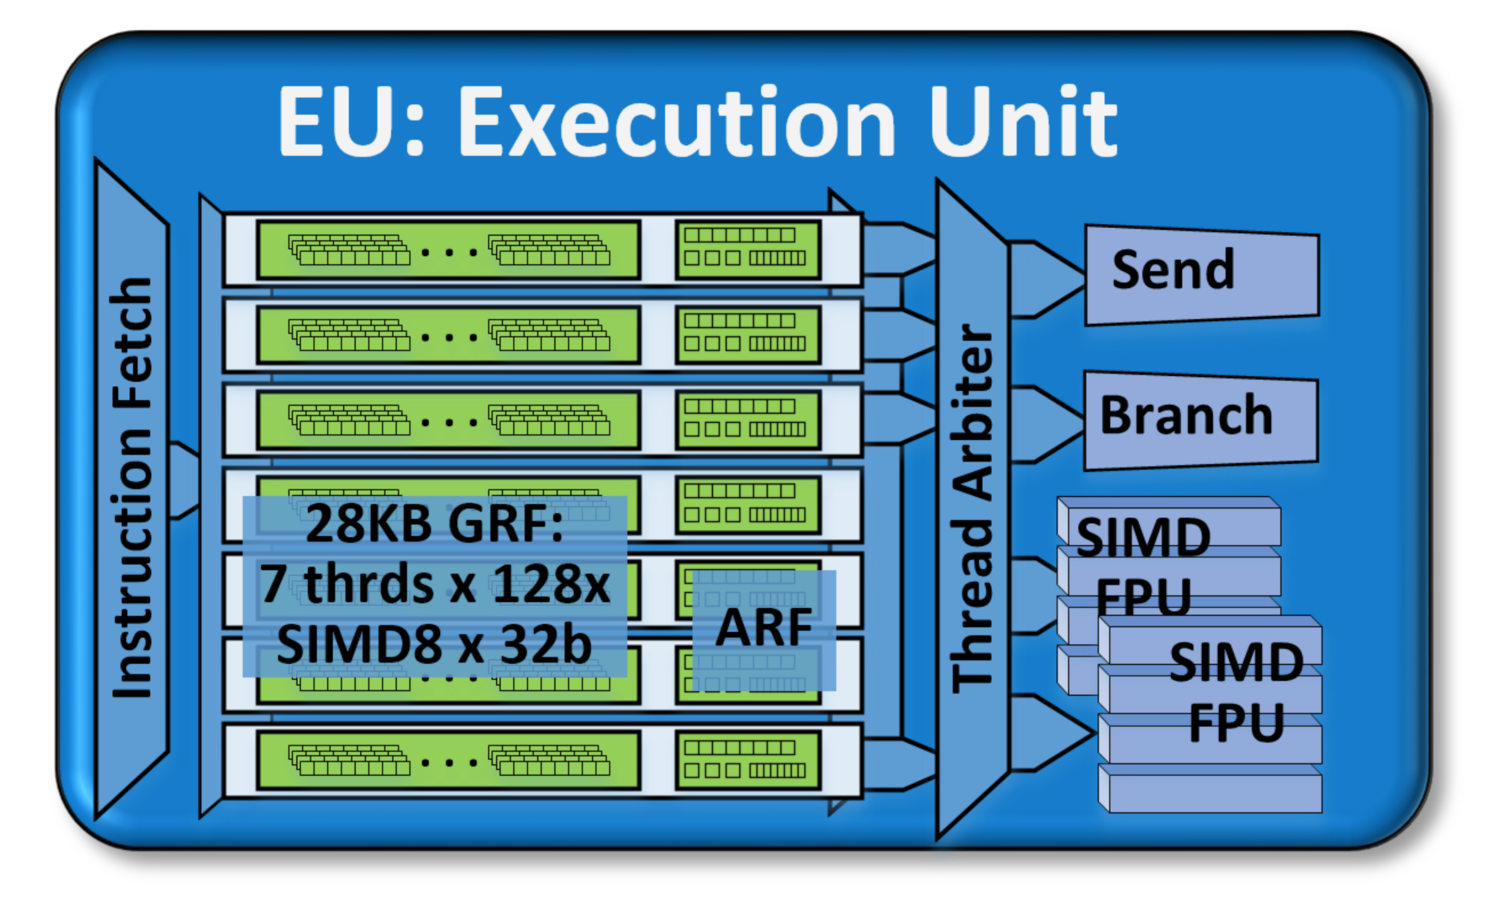 EU: Execution Unit
Instruction Fetch
28KB GRF:
7 thrds x 128x
SIMD8 x 32b
ARF
Thread Arbiter
Send
Branch
SIMD
FPU
SIMD
FPU